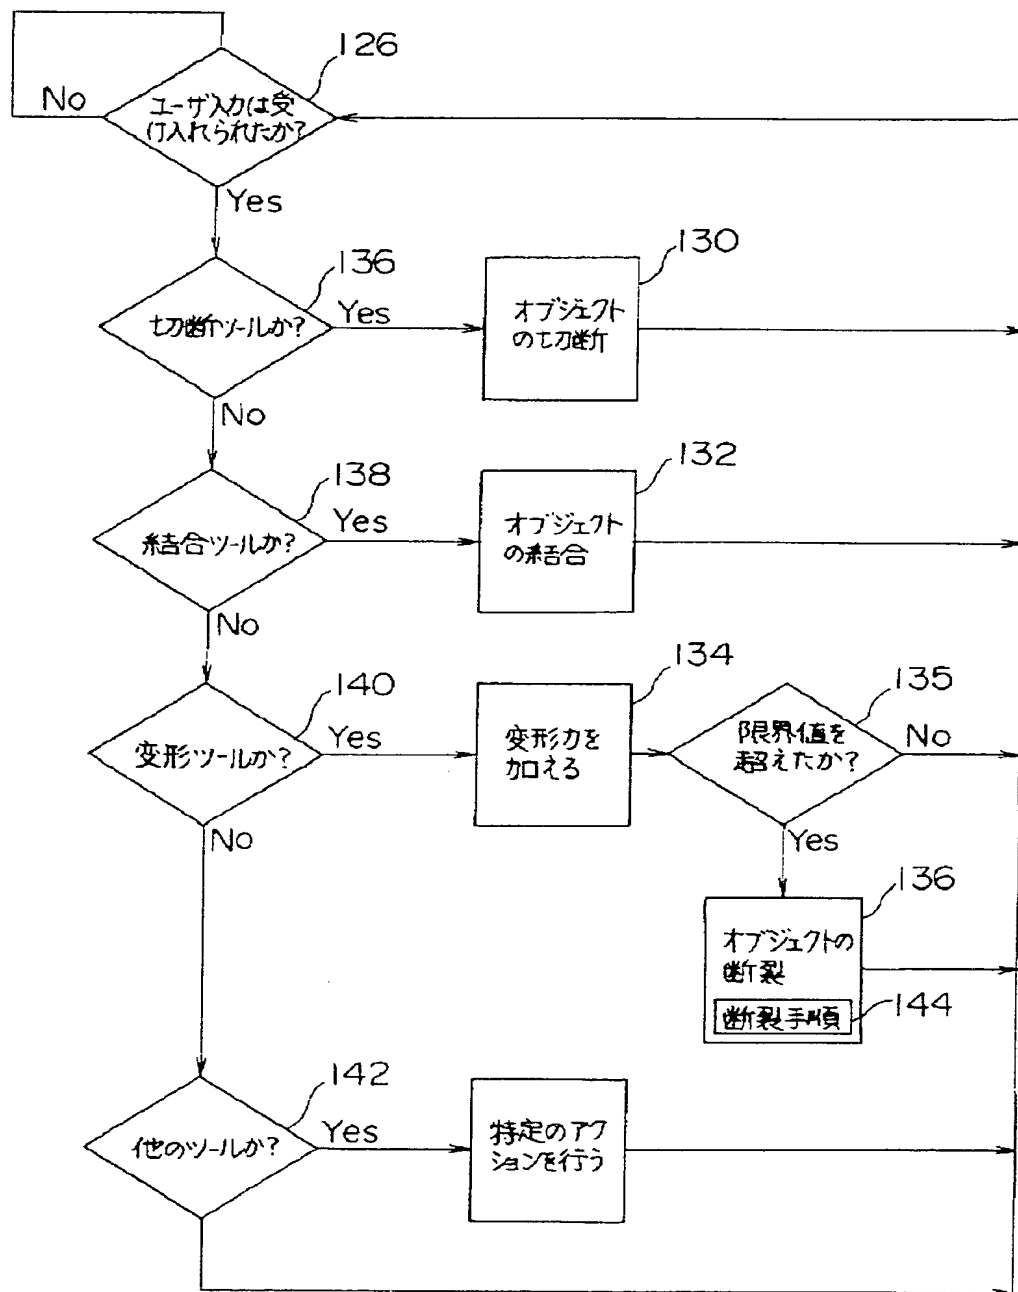 126
No
ユーザ入力は受
け入れられたか?
Yes
136
切断ツールか?
Yes
130
オブジェクト
の切断
No
138
結合ツールか?
Yes
132
オブジェクト
の結合
No
140
変形ツールか?
Yes
134
変形力を
加える
135
限界値を
超えたか?
No
Yes
No
136
オブジェクトの
断裂
断裂手順
144
142
他のツールか?
Yes
特定のアク
ションを行う